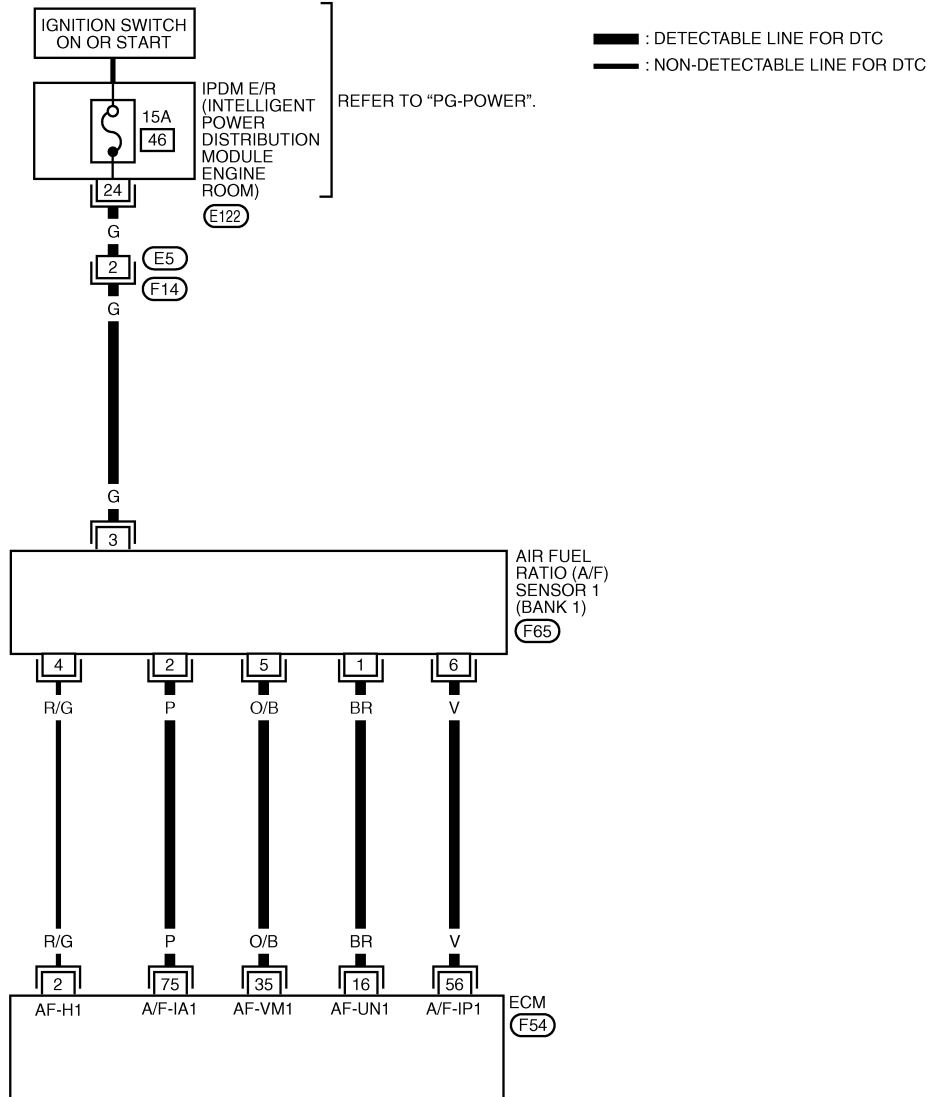 IGNITION SWITCH
ON OR START
: DETECTABLE LINE FOR DTC
: NON-DETECTABLE LINE FOR DTC
IPDM E/R
(INTELLIGENT
POWER
DISTRIBUTION
MODULE
ENGINE
ROOM)
REFER TO “PG-POWER”.
15A
46
24
E122
G
2
E5
F14
G
G
3
AIR FUEL
RATIO (A/F)
SENSOR 1
(BANK 1)
F65
4 2 5 1 6
R/G P O/B BR V
R/G P O/B BR V
2 75 35 16 56
AF-H1 A/F-IA1 AF-VM1 AF-UN1 A/F-IP1
ECM
F54